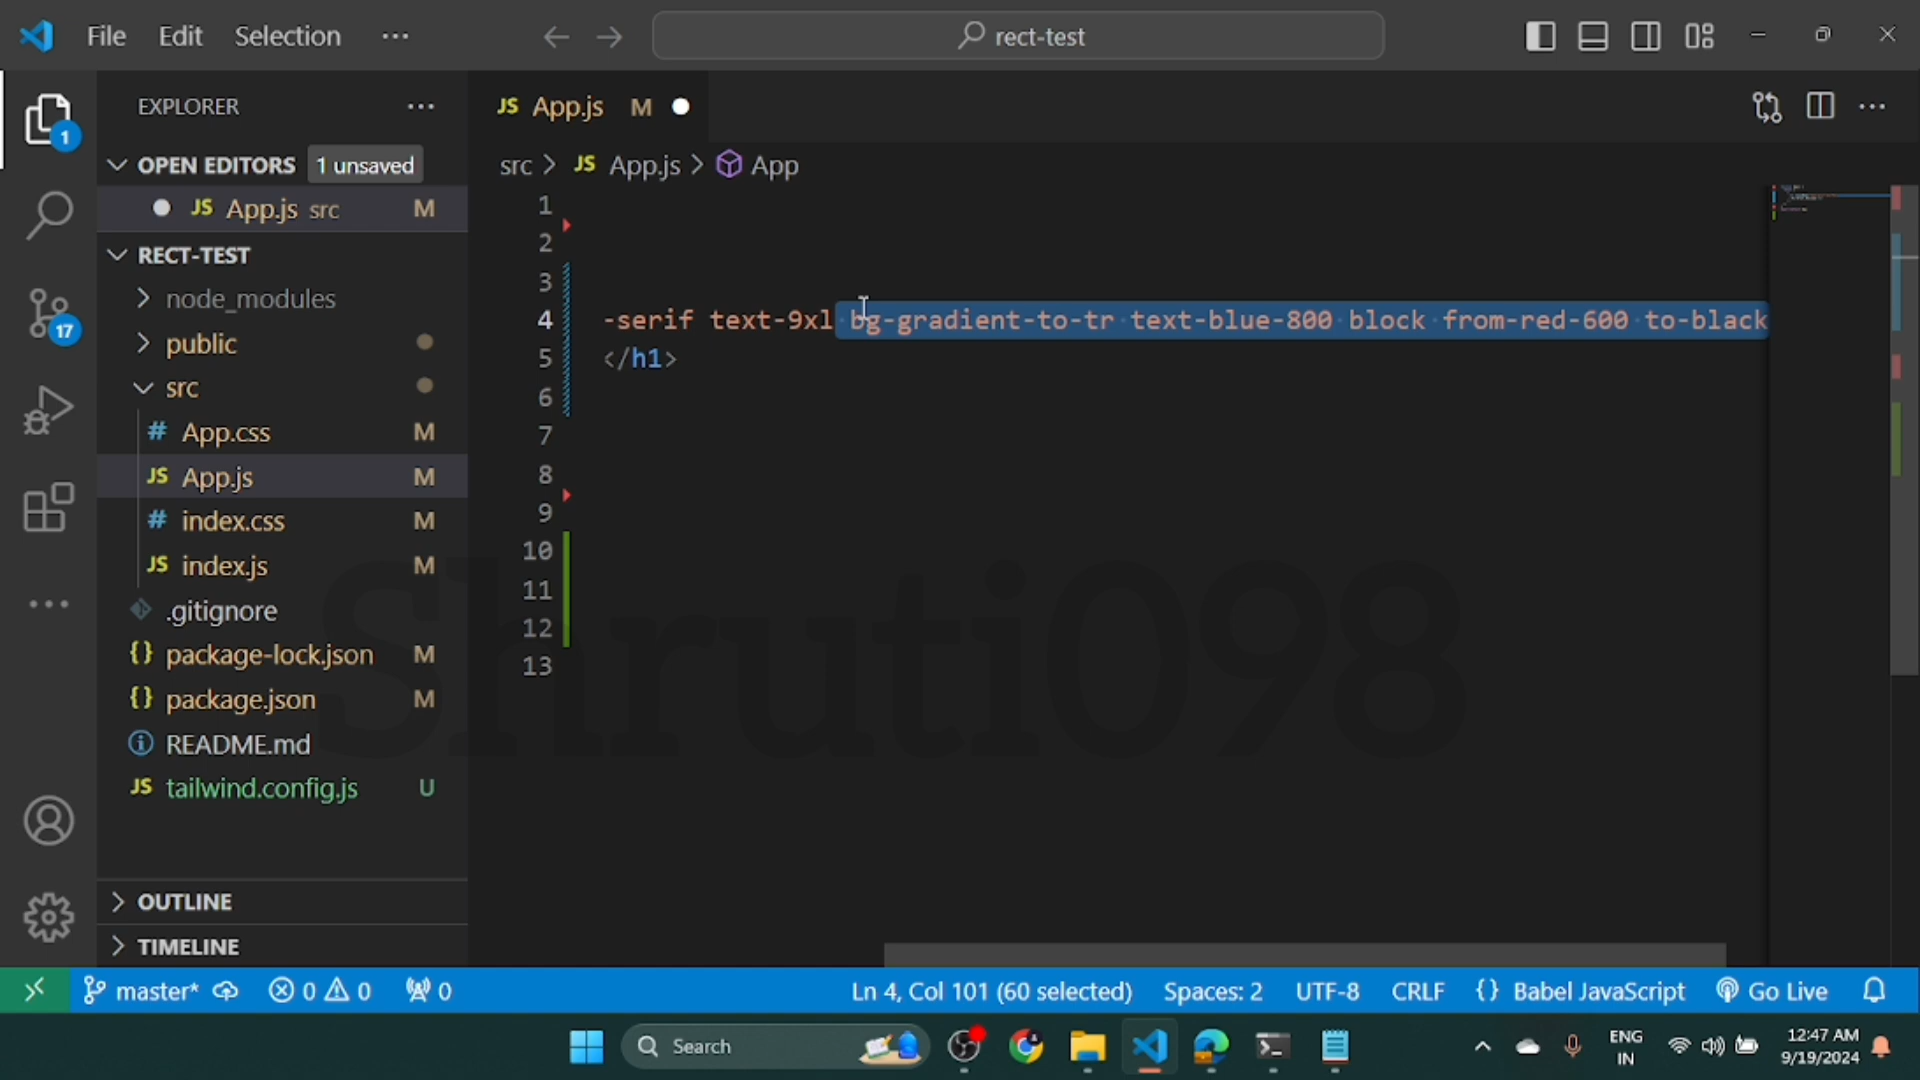 File Edit Selection ···
rect-test
EXPLORER ···
OPEN EDITORS 1 unsaved
JS App.js src M
RECT-TEST
node_modules
public
src
# App.css M
JS App.js M
# index.css M
JS index.js M
.gitignore
{} package-lock.json M
{} package.json M
README.md
JS tailwind.config.js U
OUTLINE
TIMELINE
1
17
JS App.js M
src > JS App.js > App
1
2
3
4 -serif text-9xl bg-gradient-to-tr text-blue-800 block from-red-600 to-black
5 </h1>
6
7
8
9
10
11
12
13
Shruti098
master* 0 0 0
Ln 4, Col 101 (60 selected) Spaces: 2 UTF-8 CRLF {} Babel JavaScript Go Live
Search
ENG
IN
12:47 AM
9/19/2024